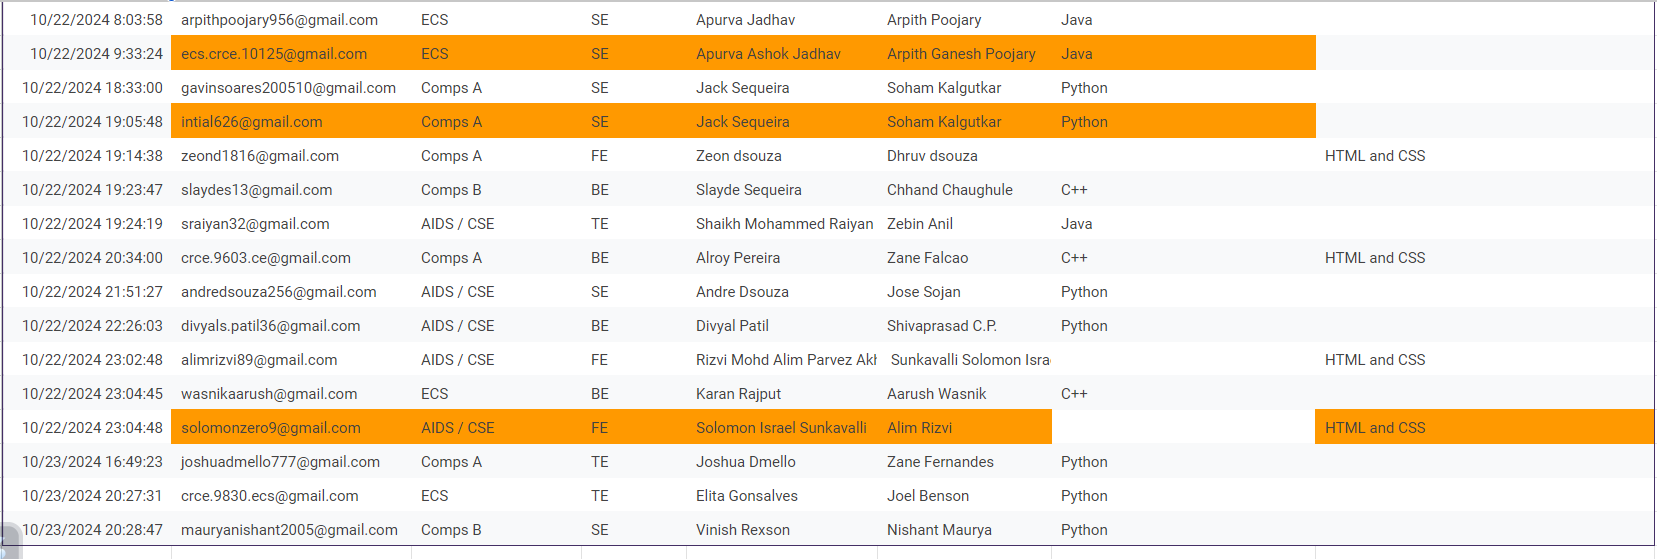 10/22/2024 8:03:58 arpithpoojary956@gmail.com ECS SE Apurva Jadhav Arpith Poojary Java
10/22/2024 9:33:24 ecs.crce.10125@gmail.com ECS SE Apurva Ashok Jadhav Arpith Ganesh Poojary Java
10/22/2024 18:33:00 gavinsoares200510@gmail.com Comps A SE Jack Sequeira Soham Kalgutkar Python
10/22/2024 19:05:48 intial626@gmail.com Comps A SE Jack Sequeira Soham Kalgutkar Python
10/22/2024 19:14:38 zeond1816@gmail.com Comps A FE Zeon dsouza Dhruv dsouza HTML and CSS
10/22/2024 19:23:47 slaydes13@gmail.com Comps B BE Slayde Sequeira Chhand Chaughule C++
10/22/2024 19:24:19 sraiyan32@gmail.com AIDS / CSE TE Shaikh Mohammed Raiyan Zebin Anil Java
10/22/2024 20:34:00 crce.9603.ce@gmail.com Comps A BE Alroy Pereira Zane Falcao C++ HTML and CSS
10/22/2024 21:51:27 andredsouza256@gmail.com AIDS / CSE SE Andre Dsouza Jose Sojan Python
10/22/2024 22:26:03 divyals.patil36@gmail.com AIDS / CSE BE Divyal Patil Shivaprasad C.P. Python
10/22/2024 23:02:48 alimrizvi89@gmail.com AIDS / CSE FE Rizvi Mohd Alim Parvez Akh Sunkavalli Solomon Isra HTML and CSS
10/22/2024 23:04:45 wasnikaarush@gmail.com ECS BE Karan Rajput Aarush Wasnik C++
10/22/2024 23:04:48 solomonzero9@gmail.com AIDS / CSE FE Solomon Israel Sunkavalli Alim Rizvi HTML and CSS
10/23/2024 16:49:23 joshuadmello777@gmail.com Comps A TE Joshua Dmello Zane Fernandes Python
10/23/2024 20:27:31 crce.9830.ecs@gmail.com ECS TE Elita Gonsalves Joel Benson Python
10/23/2024 20:28:47 mauryanishant2005@gmail.com Comps B SE Vinish Rexson Nishant Maurya Python